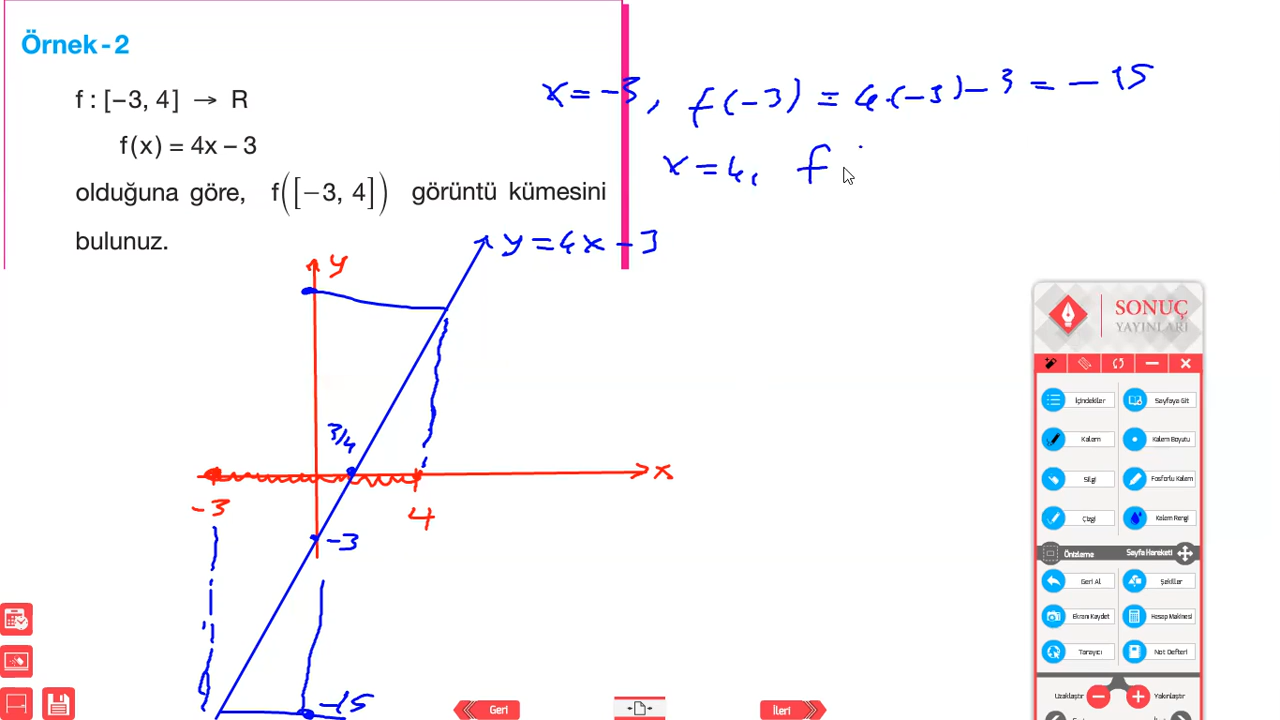 Örnek - 2
f : [−3, 4] → R
f(x) = 4x − 3
olduğuna göre, f([−3, 4]) görüntü kümesini
bulunuz.
x = −3, f(−3) = 4·(−3) − 3 = −15
x = 4, f
y = 4x − 3
y
3/4
x
-3
4
-3
-15
SONUÇ
YAYINLARI
İçindekiler
Sayfaya Git
Kalem
Kalem Boyutu
Silgi
Fosforlu Kalem
Çizgi
Kalem Rengi
Önizleme
Sayfa Hareketi
Geri Al
Şekiller
Ekranı Kaydet
Hesap Makinesi
Tarayıcı
Not Defteri
Uzaklaştır
Yakınlaştır
Geri
İleri